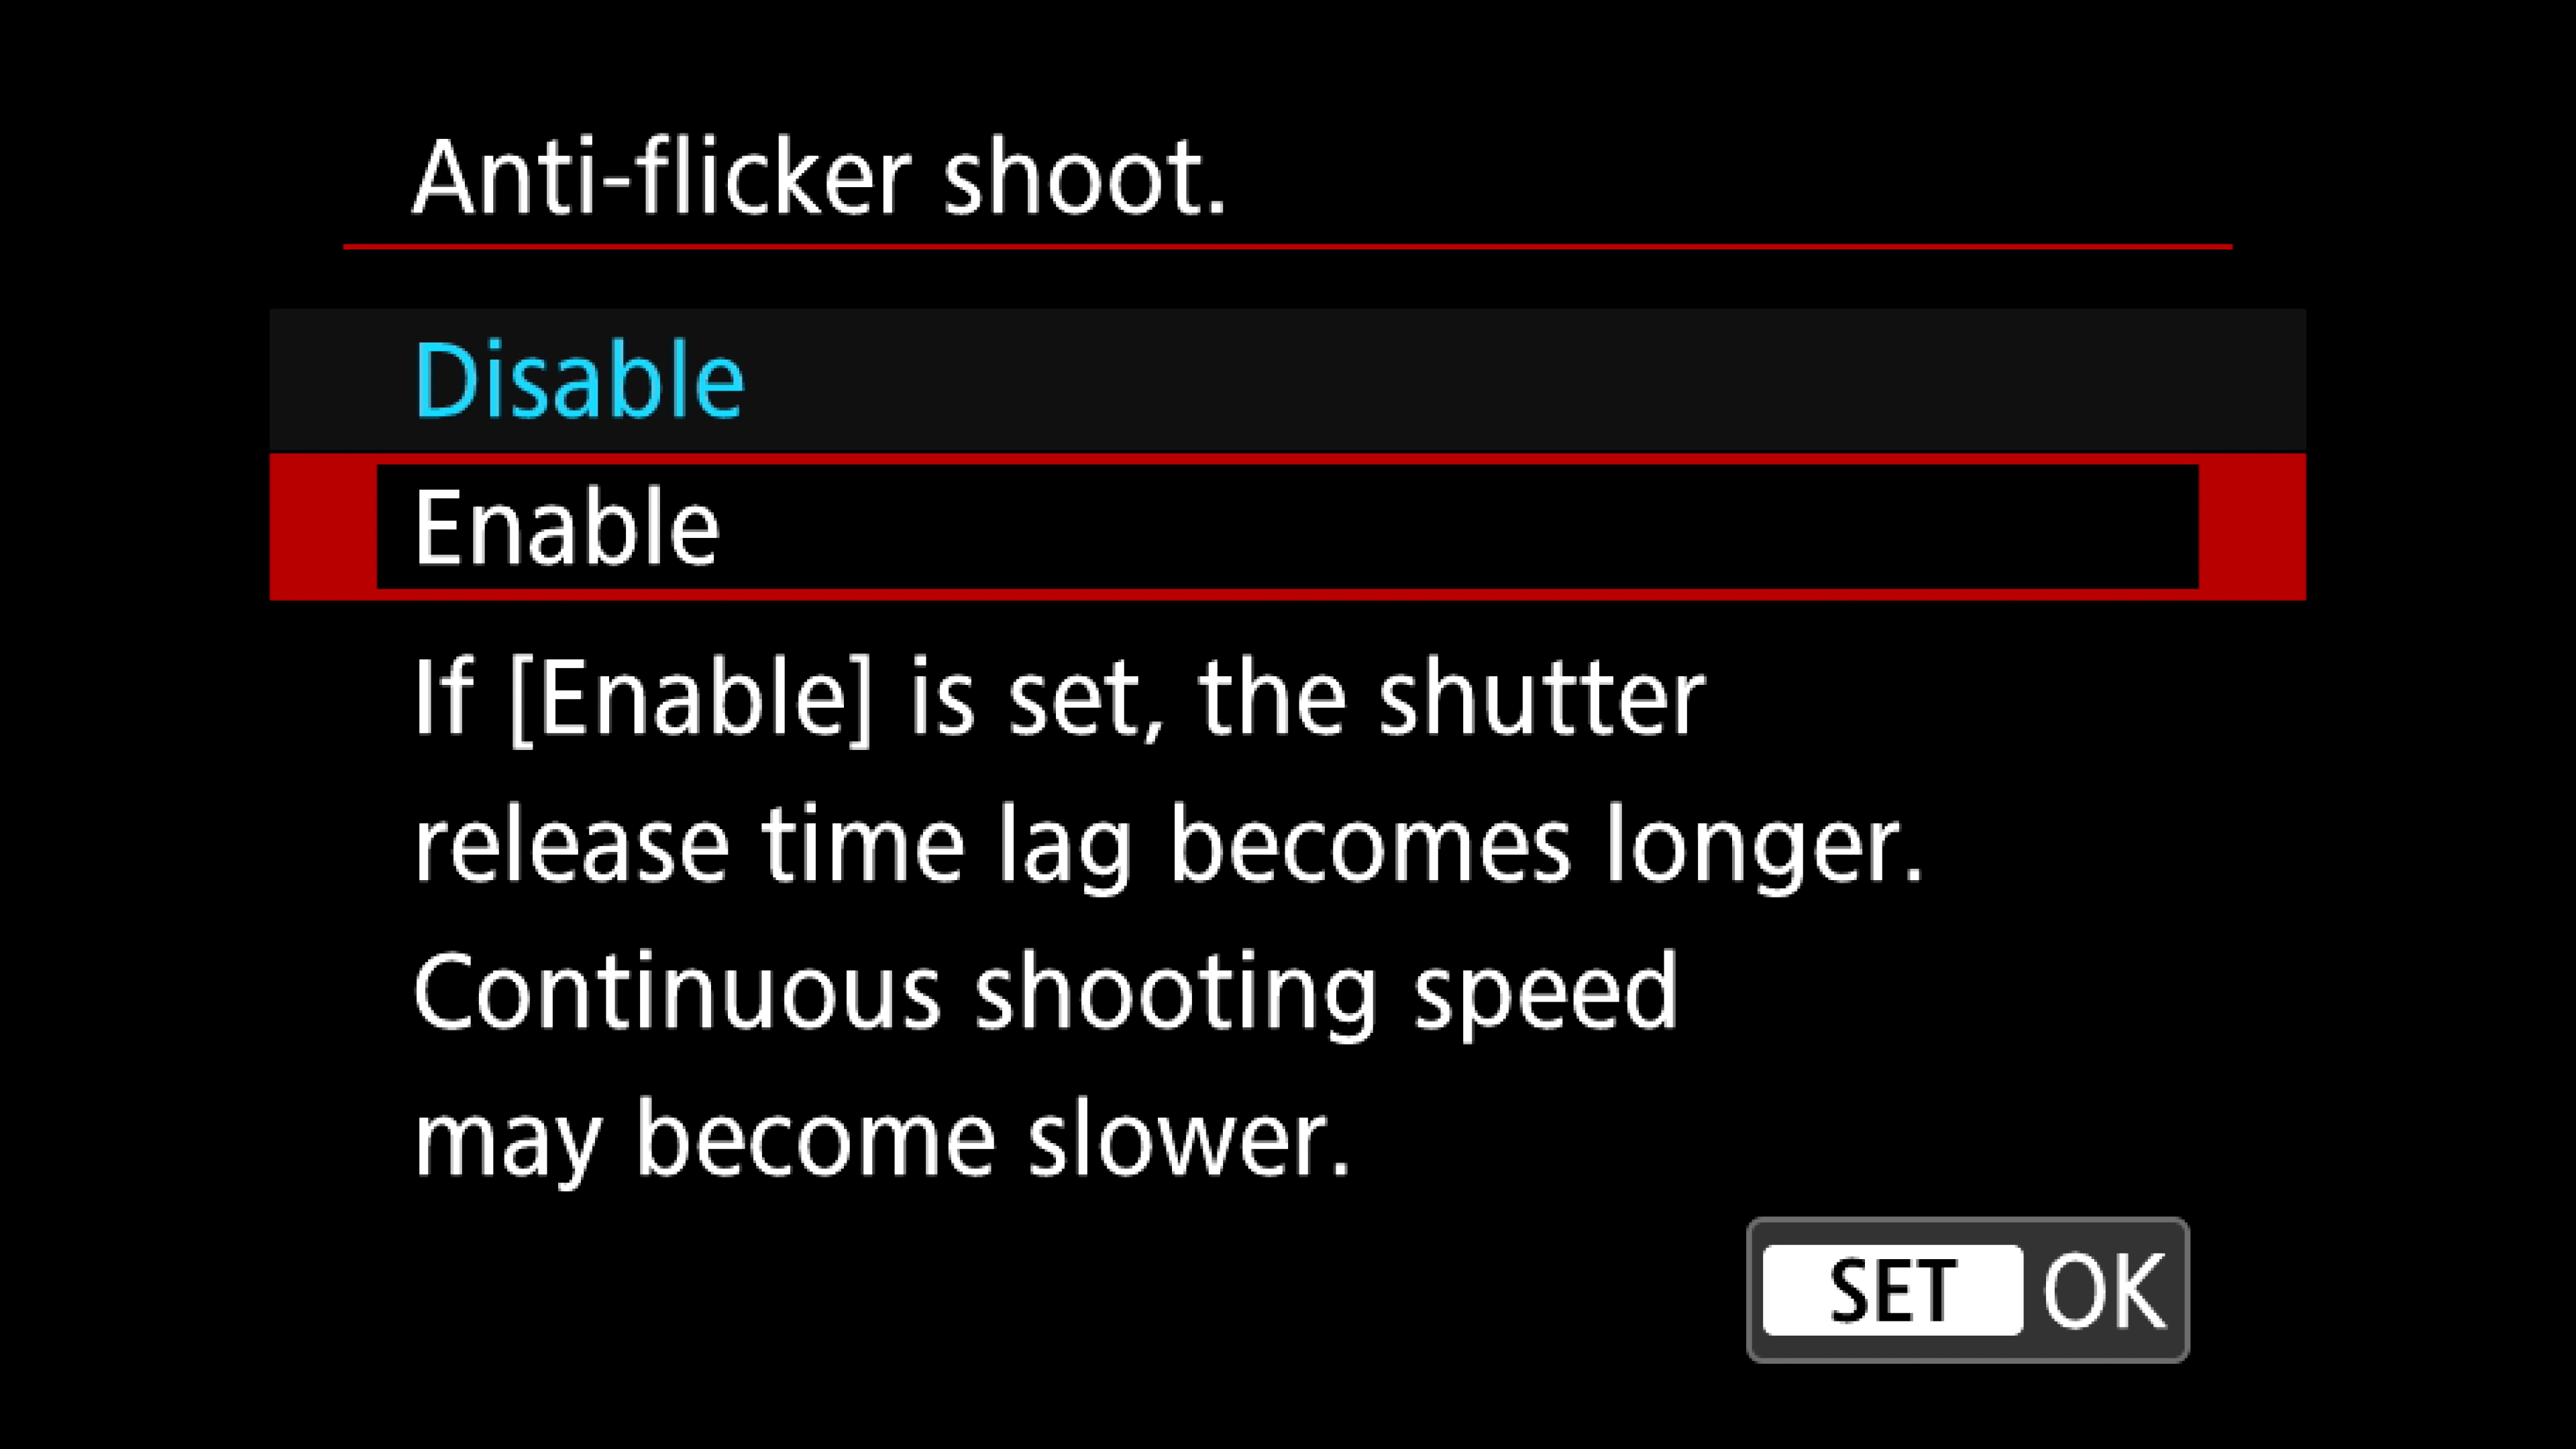 Anti-flicker shoot.
Disable
Enable
If [Enable] is set, the shutter
release time lag becomes longer.
Continuous shooting speed
may become slower.
SET OK